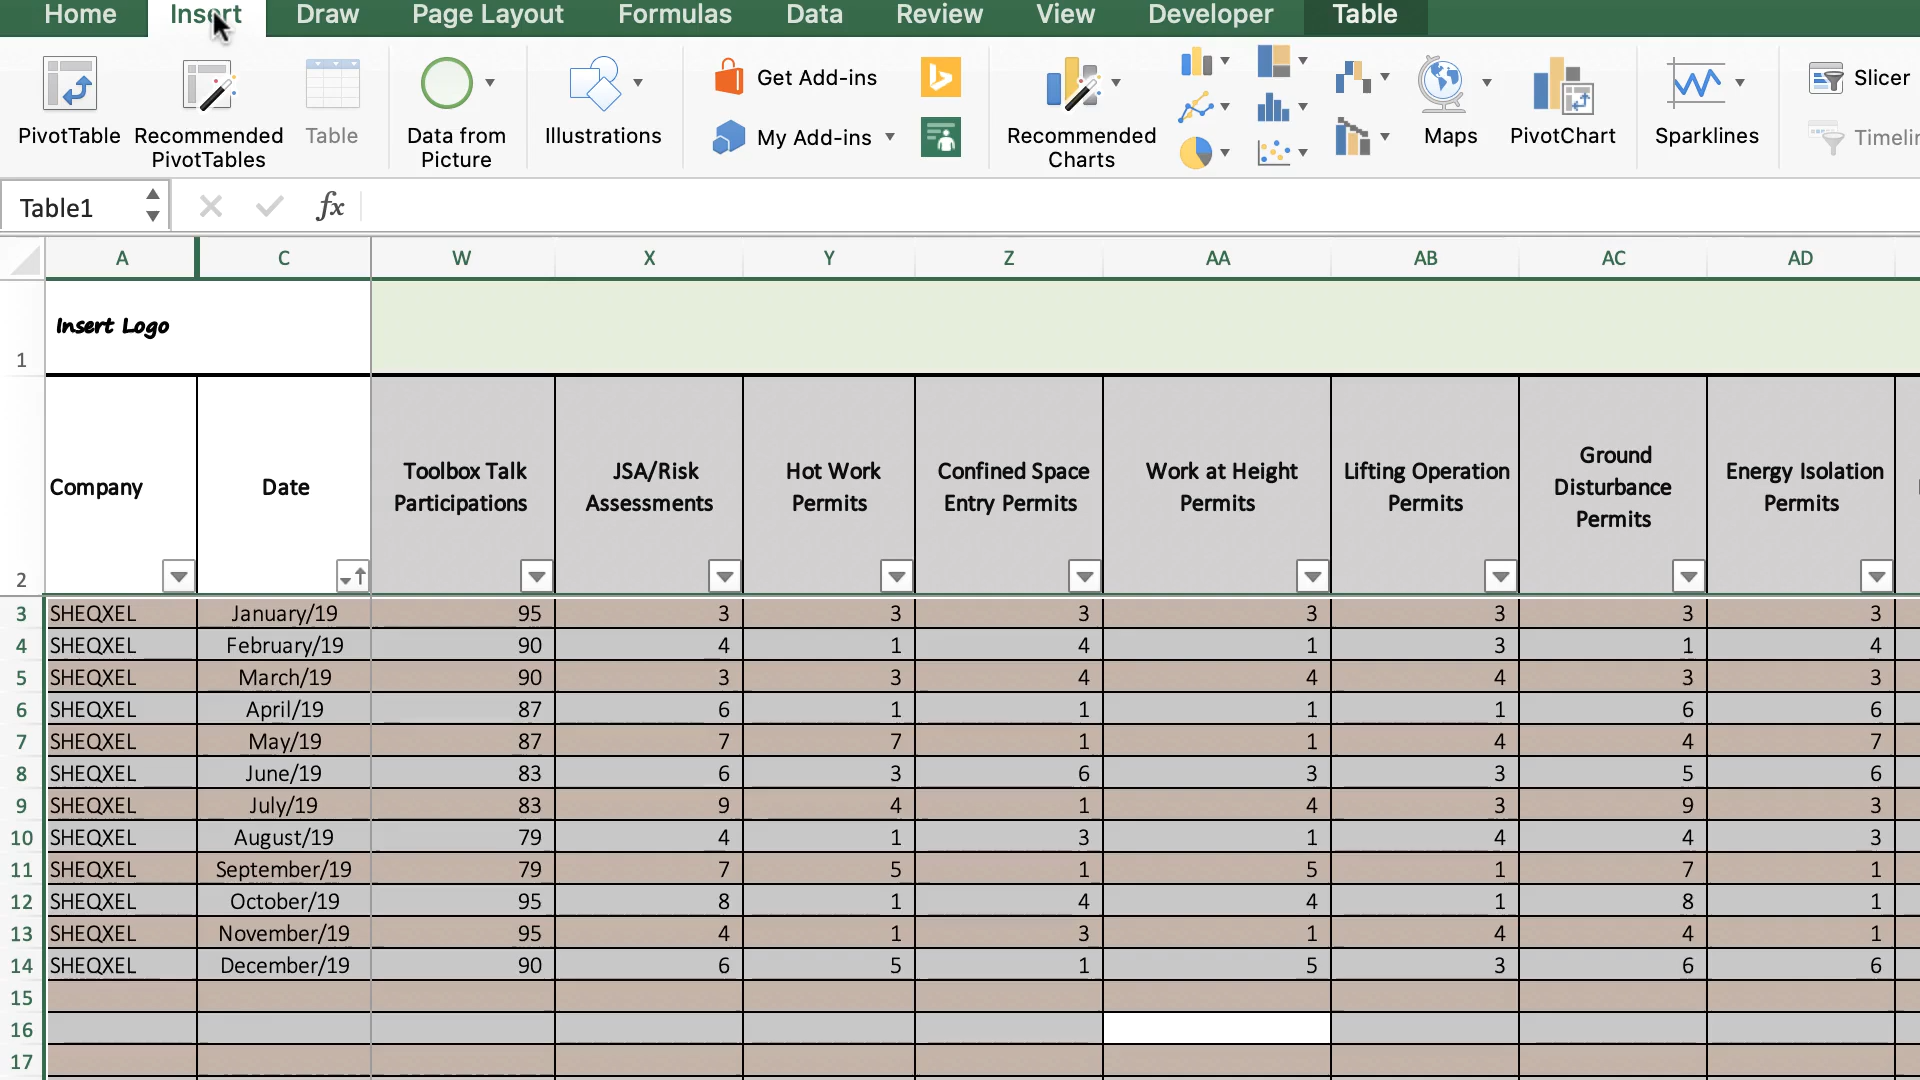 Home Insert Draw Page Layout Formulas Data Review View Developer Table
PivotTable
Recommended
PivotTables
Table
Data from
Picture
Illustrations
Get Add-ins
My Add-ins
Recommended
Charts
Maps
PivotChart
Sparklines
Slicer
Table1
fx
A C W X Y Z AA AB AC AD
1
Insert Logo
2
Company
Date
Toolbox Talk
Participations
JSA/Risk
Assessments
Hot Work
Permits
Confined Space
Entry Permits
Work at Height
Permits
Lifting Operation
Permits
Ground
Disturbance
Permits
Energy Isolation
Permits
3 SHEQXEL January/19 95 3 3 3 3 3 3 3
4 SHEQXEL February/19 90 4 1 4 1 3 1 4
5 SHEQXEL March/19 90 3 3 4 4 4 3 3
6 SHEQXEL April/19 87 6 1 1 1 1 6 6
7 SHEQXEL May/19 87 7 7 1 1 4 4 7
8 SHEQXEL June/19 83 6 3 6 3 3 5 6
9 SHEQXEL July/19 83 9 4 1 4 3 9 3
10 SHEQXEL August/19 79 4 1 3 1 4 4 3
11 SHEQXEL September/19 79 7 5 1 5 1 7 1
12 SHEQXEL October/19 95 8 1 4 4 1 8 1
13 SHEQXEL November/19 95 4 1 3 1 4 4 1
14 SHEQXEL December/19 90 6 5 1 5 3 6 6
15
16
17